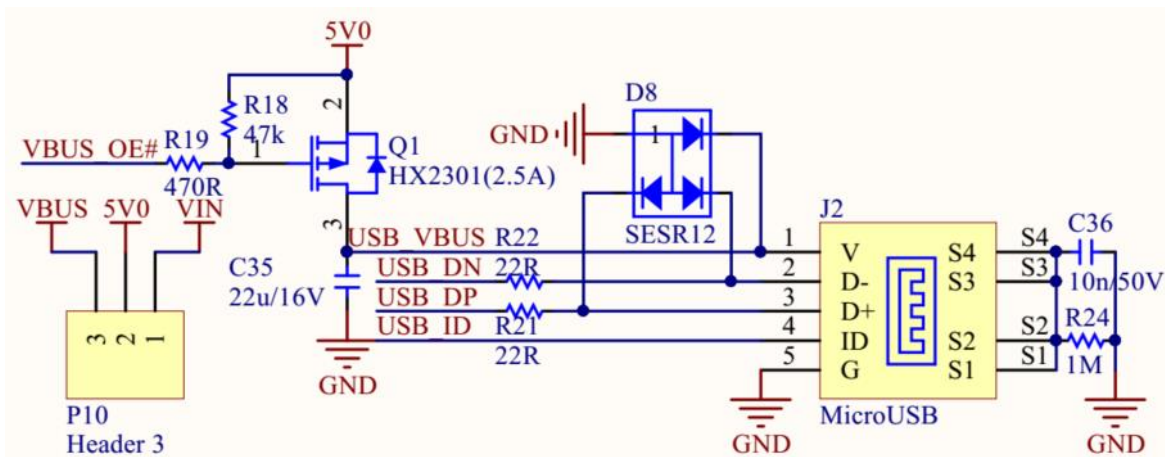 5V0
R18
47k
2
R19
VBUS_OE#
1
470R
Q1
HX2301(2.5A)
3
VBUS
5V0
VIN
3
2
1
P10
Header 3
C35
22u/16V
GND
USB_VBUS
R22
USB_DN
22R
USB_DP
USB_ID
R21
22R
D8
GND
1
SESR12
J2
1
V
2
D-
3
D+
4
ID
5
G
S4
S3
S2
S1
MicroUSB
GND
S4
S3
S2
S1
C36
10n/50V
R24
1M
GND